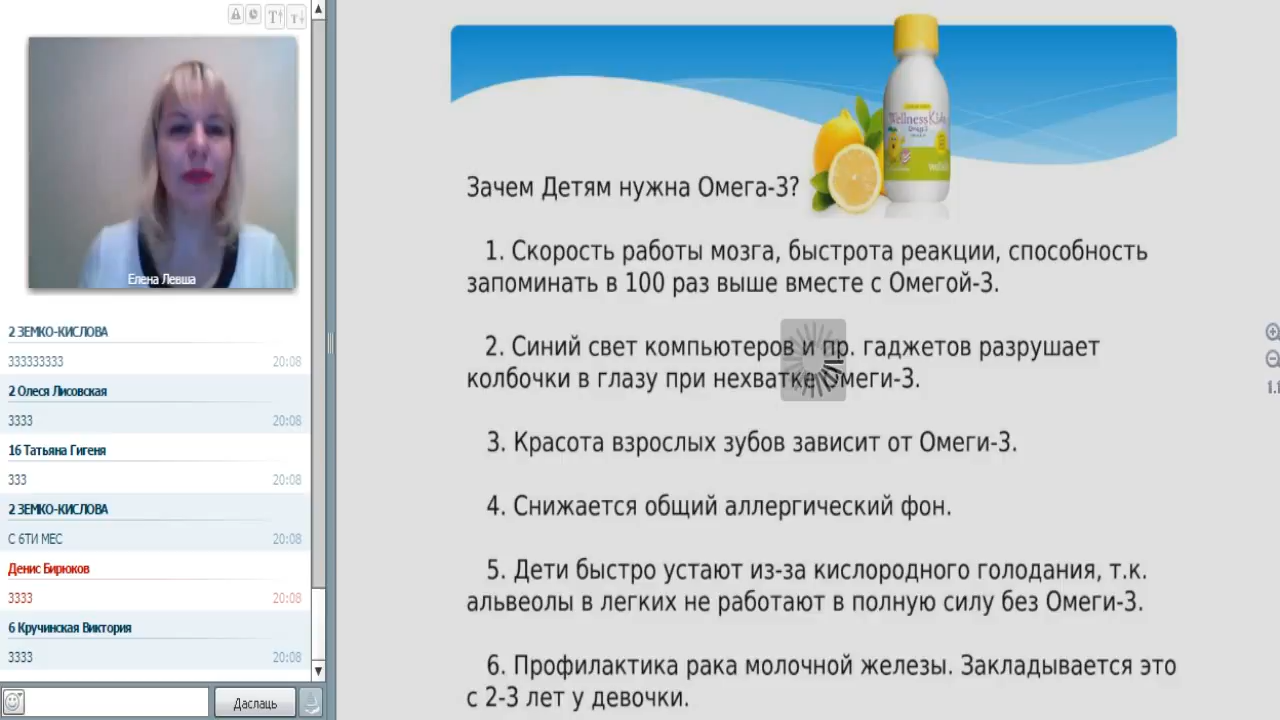 Елена Левша
2 ЗЕМКО-КИСЛОВА
333333333 20:08
2 Олеся Лисовская
3333 20:08
16 Татьяна Гигеня
333 20:08
2 ЗЕМКО-КИСЛОВА
С 6ТИ МЕС 20:08
Денис Бирюков
3333 20:08
6 Кручинская Виктория
3333 20:08
Даслаць
WellnessKids
Зачем Детям нужна Омега-3?
1. Скорость работы мозга, быстрота реакции, способность
запоминать в 100 раз выше вместе с Омегой-3.
2. Синий свет компьютеров и пр. гаджетов разрушает
колбочки в глазу при нехватке Омеги-3.
3. Красота взрослых зубов зависит от Омеги-3.
4. Снижается общий аллергический фон.
5. Дети быстро устают из-за кислородного голодания, т.к.
альвеолы в легких не работают в полную силу без Омеги-3.
6. Профилактика рака молочной железы. Закладывается это
с 2-3 лет у девочки.